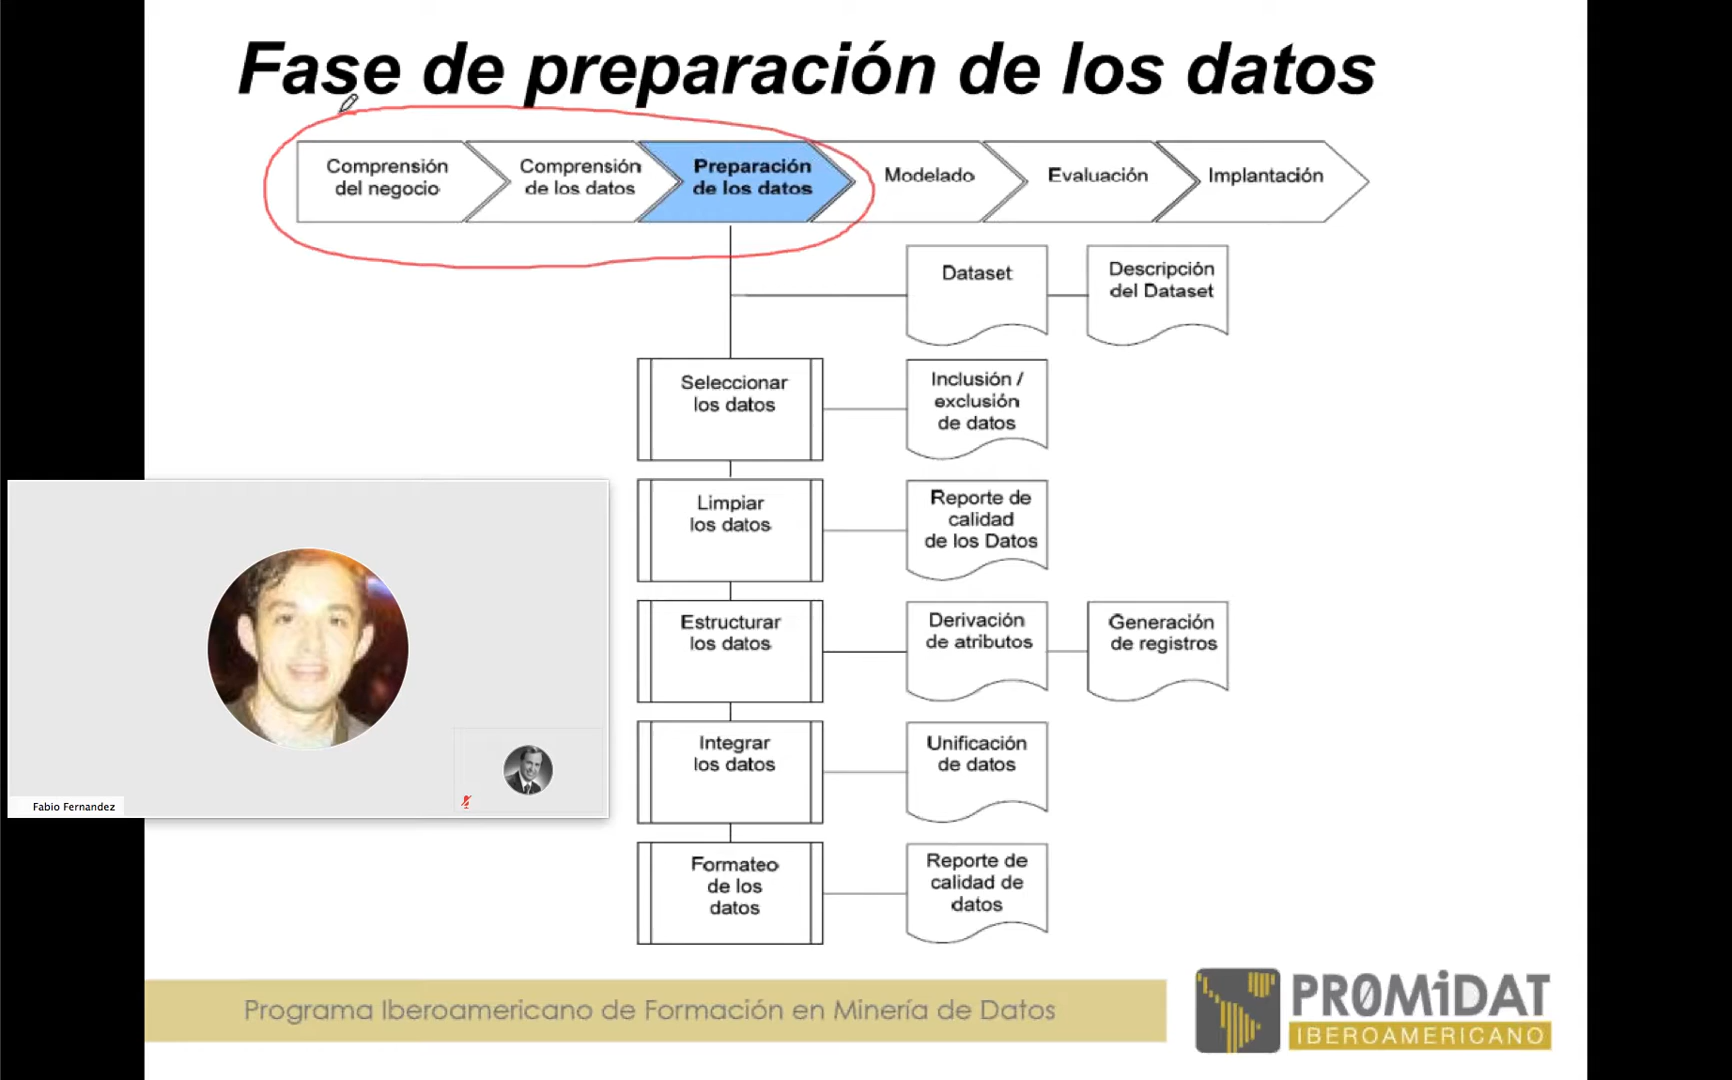 Fase de preparación de los datos
Comprensión
del negocio
Comprensión
de los datos
Preparación
de los datos
Modelado
Evaluación
Implantación
Dataset
Descripción
del Dataset
Seleccionar
los datos
Inclusión /
exclusión
de datos
Limpiar
los datos
Reporte de
calidad
de los Datos
Estructurar
los datos
Derivación
de atributos
Generación
de registros
Integrar
los datos
Unificación
de datos
Formateo
de los
datos
Reporte de
calidad de
datos
Fabio Fernandez
Programa Iberoamericano de Formación en Minería de Datos
PR0MiDAT
IBEROAMERICANO